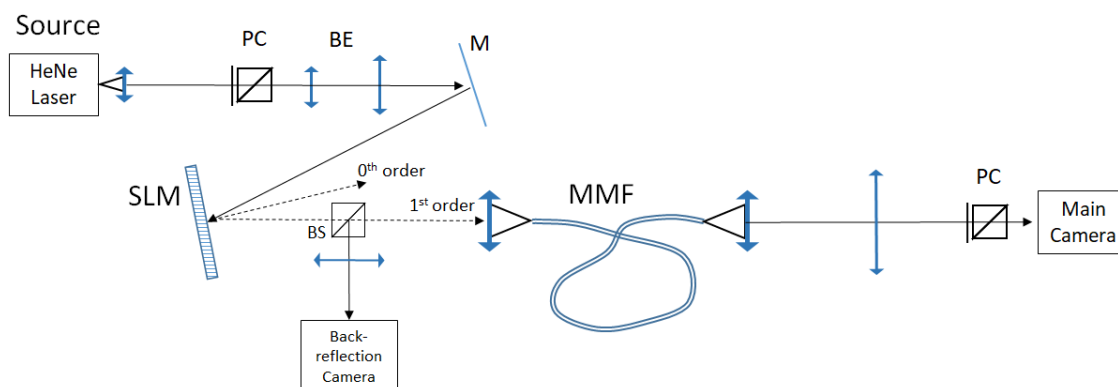 Source
HeNe
Laser
PC
BE
M
SLM
0th order
1st order
BS
MMF
PC
Main
Camera
Back-
reflection
Camera